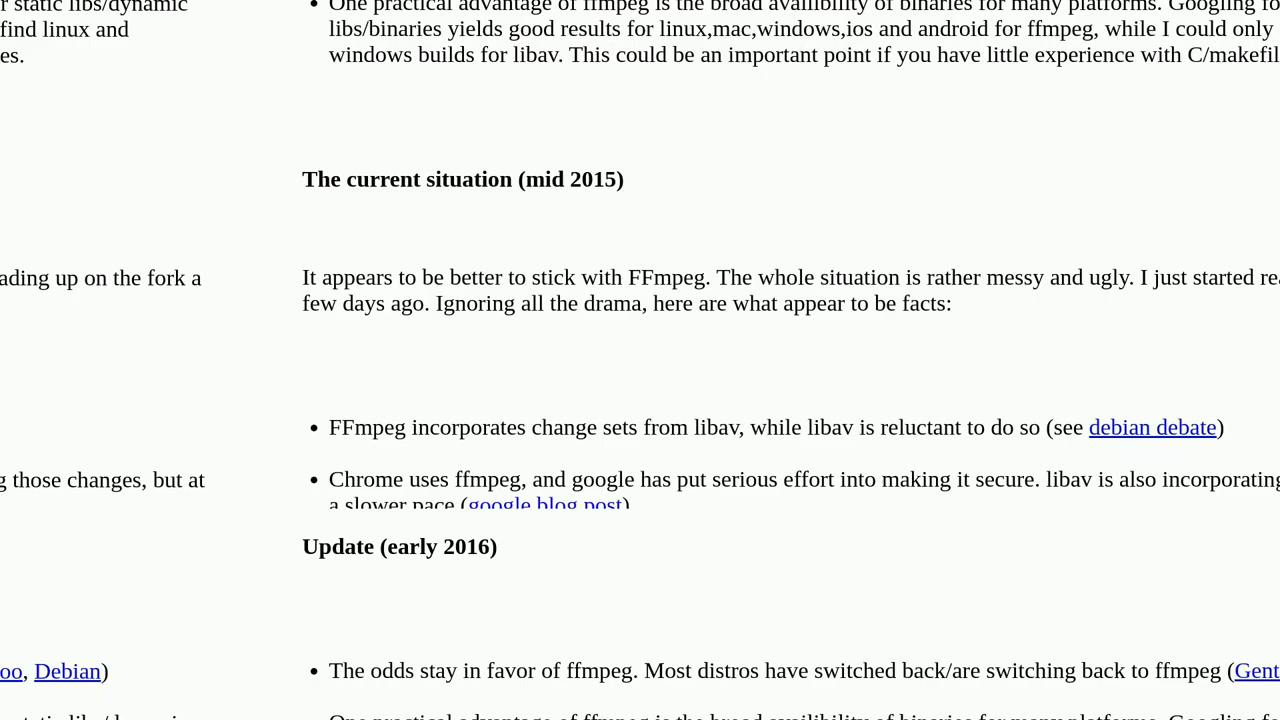 r static libs/dynamic
find linux and
es.
One practical advantage of ffmpeg is the broad availibility of binaries for many platforms. Googling fo
libs/binaries yields good results for linux,mac,windows,ios and android for ffmpeg, while I could only
windows builds for libav. This could be an important point if you have little experience with C/makefil
The current situation (mid 2015)
ading up on the fork a
It appears to be better to stick with FFmpeg. The whole situation is rather messy and ugly. I just started rea
few days ago. Ignoring all the drama, here are what appear to be facts:
• FFmpeg incorporates change sets from libav, while libav is reluctant to do so (see debian debate)
g those changes, but at
• Chrome uses ffmpeg, and google has put serious effort into making it secure. libav is also incorporating
a slower pace (google blog post)
Update (early 2016)
oo, Debian)
• The odds stay in favor of ffmpeg. Most distros have switched back/are switching back to ffmpeg (Gent